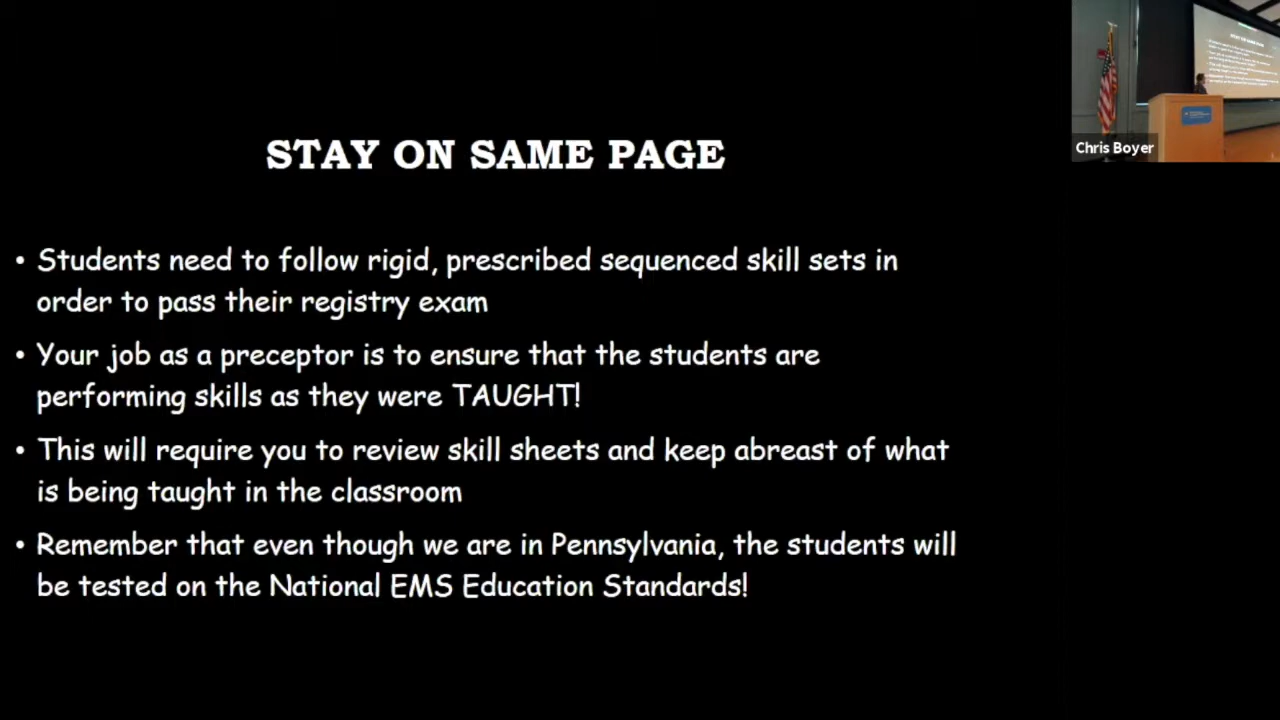 STAY ON SAME PAGE
• Students need to follow rigid, prescribed sequenced skill sets in
order to pass their registry exam
• Your job as a preceptor is to ensure that the students are
performing skills as they were TAUGHT!
• This will require you to review skill sheets and keep abreast of what
is being taught in the classroom
• Remember that even though we are in Pennsylvania, the students will
be tested on the National EMS Education Standards!
Chris Boyer